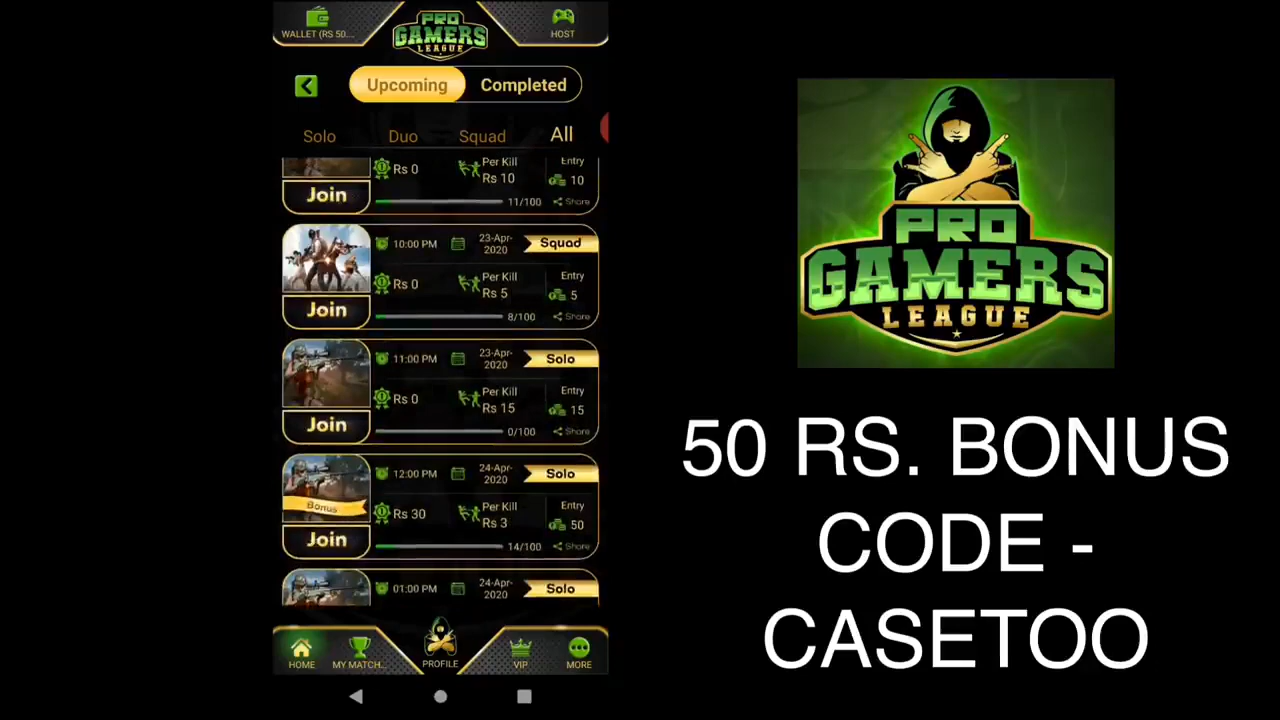 WALLET (RS 50...
PRO
GAMERS
LEAGUE
HOST
Upcoming
Completed
Solo
Duo
Squad
All
Join
Rs 0
Per Kill
Rs 10
Entry
10
11/100
Share
10:00 PM
23-Apr-
2020
Squad
Join
Rs 0
Per Kill
Rs 5
Entry
5
8/100
Share
11:00 PM
23-Apr-
2020
Solo
Join
Rs 0
Per Kill
Rs 15
Entry
15
0/100
Share
12:00 PM
24-Apr-
2020
Solo
Bonus
Join
Rs 30
Per Kill
Rs 3
Entry
50
14/100
Share
01:00 PM
24-Apr-
2020
Solo
HOME
MY MATCH...
PROFILE
VIP
MORE
PRO
GAMERS
LEAGUE
50 RS. BONUS
CODE -
CASETOO